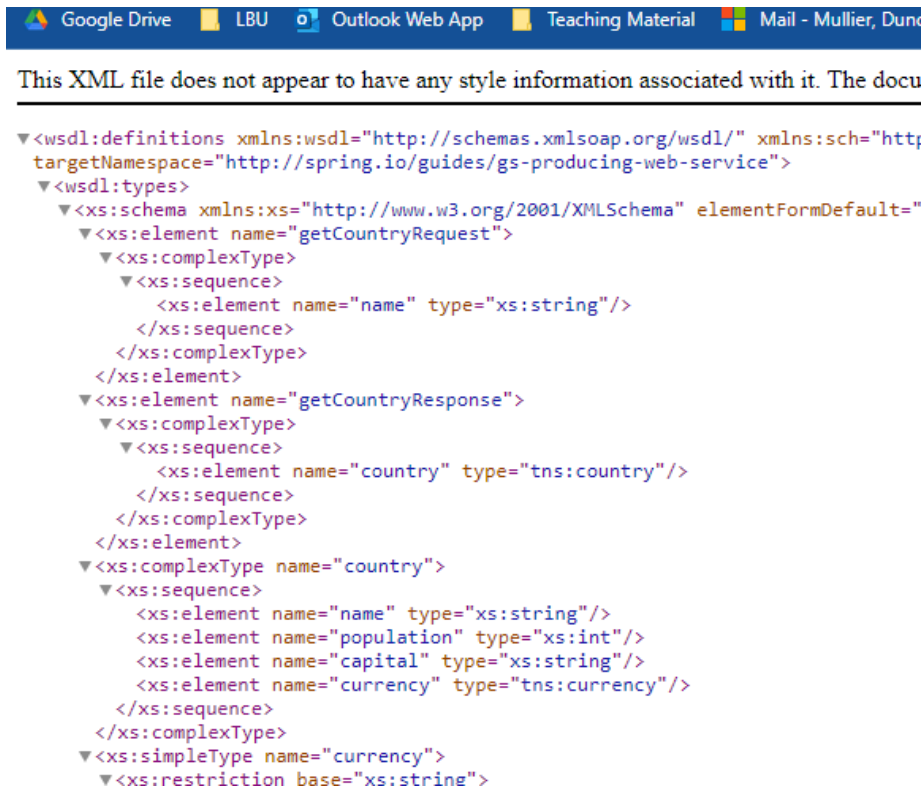 Google Drive LBU Outlook Web App Teaching Material Mail - Mullier, Dunc
This XML file does not appear to have any style information associated with it. The docu
▼<wsdl:definitions xmlns:wsdl="http://schemas.xmlsoap.org/wsdl/" xmlns:sch="http
targetNamespace="http://spring.io/guides/gs-producing-web-service">
▼<wsdl:types>
▼<xs:schema xmlns:xs="http://www.w3.org/2001/XMLSchema" elementFormDefault="
▼<xs:element name="getCountryRequest">
▼<xs:complexType>
▼<xs:sequence>
<xs:element name="name" type="xs:string"/>
</xs:sequence>
</xs:complexType>
</xs:element>
▼<xs:element name="getCountryResponse">
▼<xs:complexType>
▼<xs:sequence>
<xs:element name="country" type="tns:country"/>
</xs:sequence>
</xs:complexType>
</xs:element>
▼<xs:complexType name="country">
▼<xs:sequence>
<xs:element name="name" type="xs:string"/>
<xs:element name="population" type="xs:int"/>
<xs:element name="capital" type="xs:string"/>
<xs:element name="currency" type="tns:currency"/>
</xs:sequence>
</xs:complexType>
▼<xs:simpleType name="currency">
▼<xs:restriction base="xs:string">